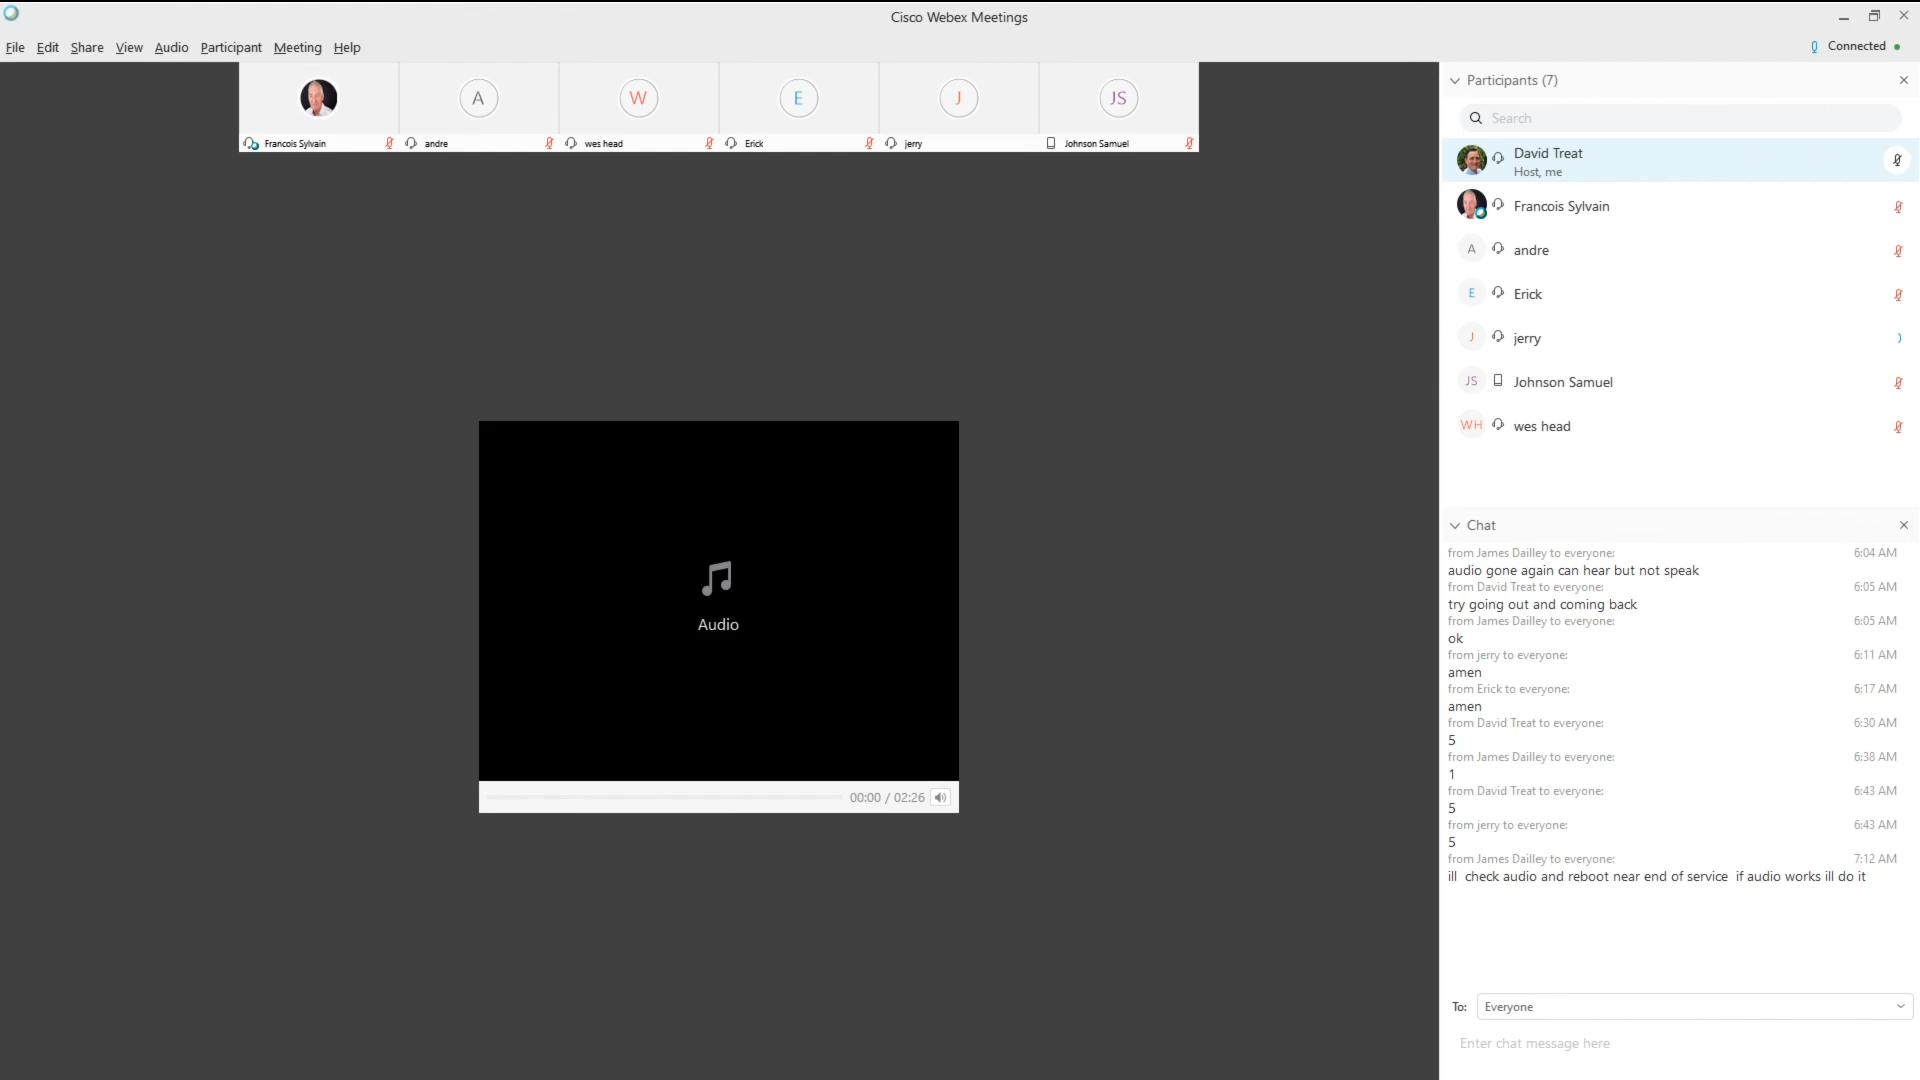 Cisco Webex Meetings
File Edit Share View Audio Participant Meeting Help
Connected
A
W
E
J
JS
Francois Sylvain
andre
wes head
Erick
jerry
Johnson Samuel
Audio
00:00 / 02:26
Participants (7)
Search
David Treat
Host, me
Francois Sylvain
A andre
E Erick
J jerry
JS Johnson Samuel
WH wes head
Chat
from James Dailley to everyone: 6:04 AM
audio gone again can hear but not speak
from David Treat to everyone: 6:05 AM
try going out and coming back
from James Dailley to everyone: 6:05 AM
ok
from jerry to everyone: 6:11 AM
amen
from Erick to everyone: 6:17 AM
amen
from David Treat to everyone: 6:30 AM
5
from James Dailley to everyone: 6:38 AM
1
from David Treat to everyone: 6:43 AM
5
from jerry to everyone: 6:43 AM
5
from James Dailley to everyone: 7:12 AM
ill check audio and reboot near end of service if audio works ill do it
To: Everyone
Enter chat message here